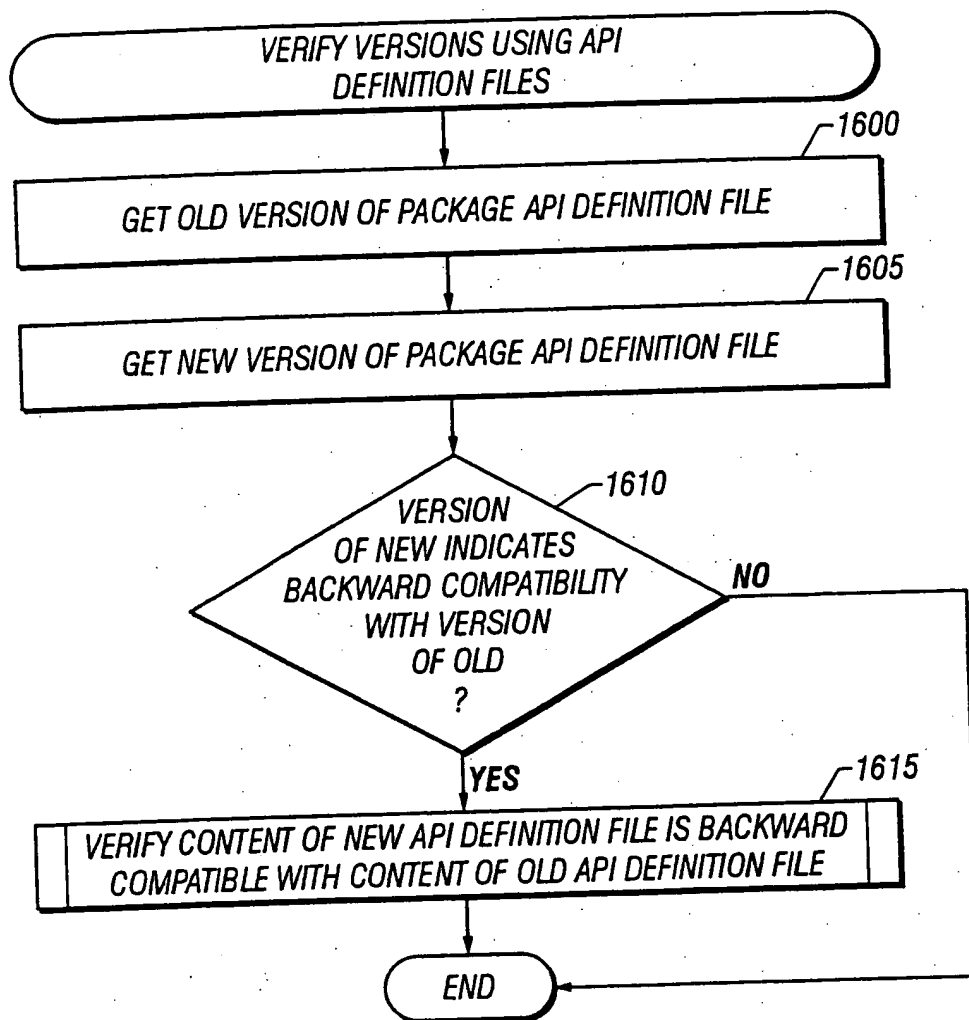 VERIFY VERSIONS USING API
DEFINITION FILES
1600
GET OLD VERSION OF PACKAGE API DEFINITION FILE
1605
GET NEW VERSION OF PACKAGE API DEFINITION FILE
1610
VERSION
OF NEW INDICATES
BACKWARD COMPATIBILITY
WITH VERSION
OF OLD
?
NO
YES
1615
VERIFY CONTENT OF NEW API DEFINITION FILE IS BACKWARD
COMPATIBLE WITH CONTENT OF OLD API DEFINITION FILE
END